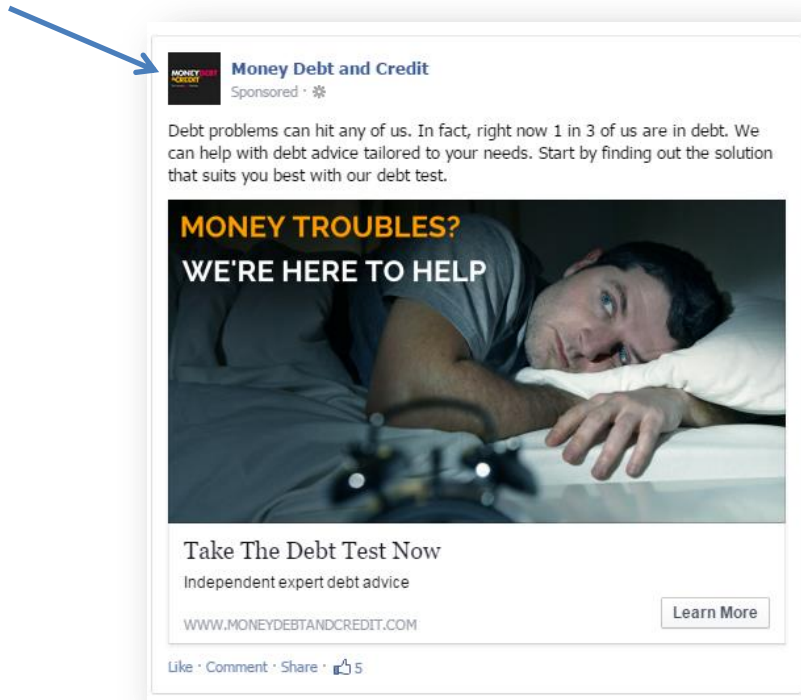 MONEY DEBT
& CREDIT
Money Debt and Credit
Sponsored ·
Debt problems can hit any of us. In fact, right now 1 in 3 of us are in debt. We
can help with debt advice tailored to your needs. Start by finding out the solution
that suits you best with our debt test.
MONEY TROUBLES?
WE'RE HERE TO HELP
Take The Debt Test Now
Independent expert debt advice
WWW.MONEYDEBTANDCREDIT.COM
Learn More
Like · Comment · Share · 5